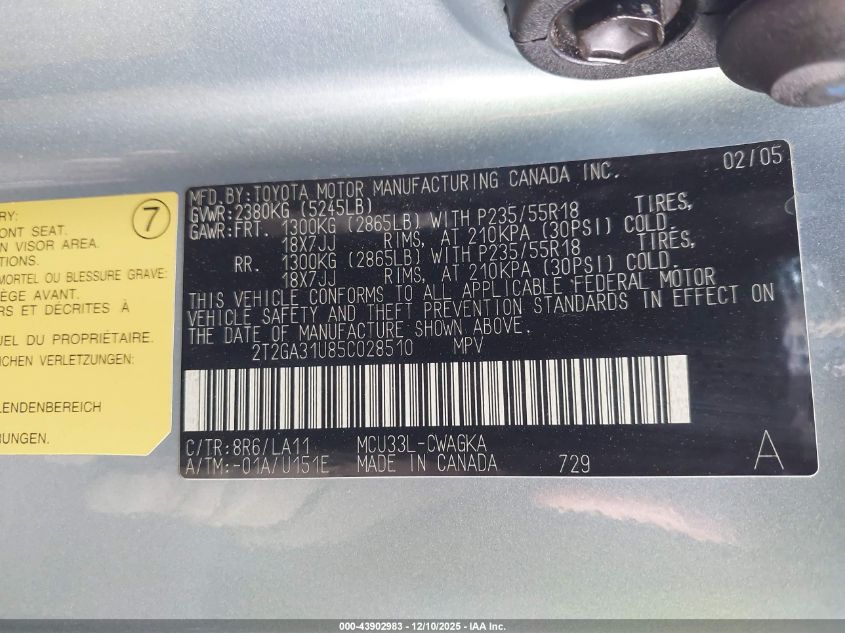 RY:
ONT SEAT.
N VISOR AREA.
TIONS.
MORTEL OU BLESSURE GRAVE:
ÈGE AVANT.
RS ET DÉCRITES À
UEL DU PROPRIÉTAIRE.
ICHEN VERLETZUNGEN:
LENDENBEREICH
BUNGEN.
7
MFD.BY:TOYOTA MOTOR MANUFACTURING CANADA INC. 02/05
GVWR:2380KG (5245LB)
GAWR:FRT. 1300KG (2865LB) WITH P235/55R18 TIRES,
18X7JJ RIMS, AT 210KPA (30PSI) COLD.
RR. 1300KG (2865LB) WITH P235/55R18 TIRES,
18X7JJ RIMS, AT 210KPA (30PSI) COLD.
THIS VEHICLE CONFORMS TO ALL APPLICABLE FEDERAL MOTOR
VEHICLE SAFETY AND THEFT PREVENTION STANDARDS IN EFFECT ON
THE DATE OF MANUFACTURE SHOWN ABOVE.
2T2GA31U85C028510 MPV
C/TR:8R6/LA11 MCU33L-CWAGKA
A/TM:-01A/U151E MADE IN CANADA 729 A
000-43902983 - 12/10/2025 - IAA Inc.